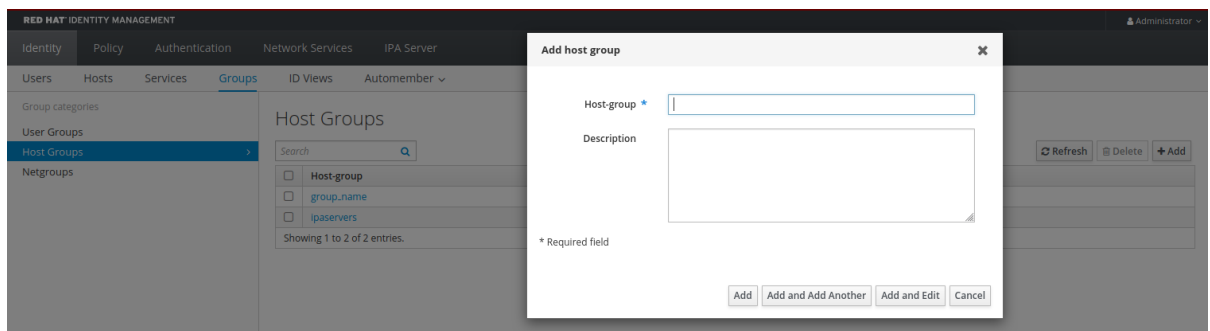 RED HAT IDENTITY MANAGEMENT
Administrator
Identity Policy Authentication Network Services IPA Server
Users Hosts Services Groups ID Views Automember
Group categories
User Groups
Host Groups
Netgroups
Host Groups
Search
Refresh Delete Add
Host-group
group_name
ipaservers
Showing 1 to 2 of 2 entries.
Add host group
Host-group *
Description
* Required field
Add Add and Add Another Add and Edit Cancel